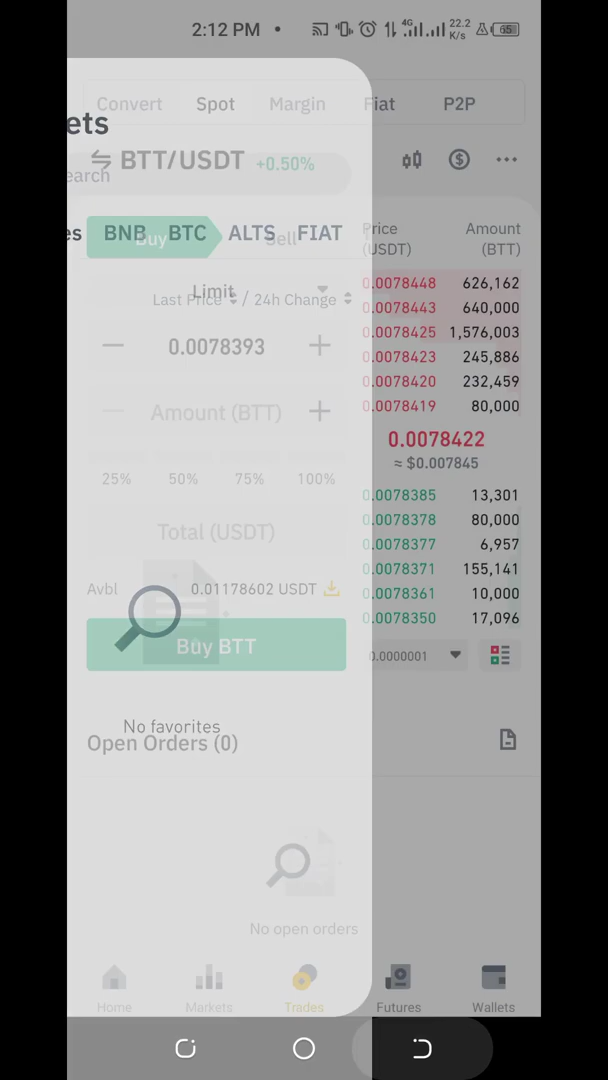 2:12 PM • 4G 22.2 K/s 65
Convert Spot Margin Fiat P2P
ets
BTT/USDT +0.50%
earch
es BNB BTC ALTS FIAT
Buy Sell
Price (USDT) Amount (BTT)
Limit
Last Price / 24h Change
0.0078448 626,162
0.0078443 640,000
0.0078425 1,576,003
0.0078423 245,886
0.0078420 232,459
0.0078419 80,000
— 0.0078393 +
— Amount (BTT) +
0.0078422
≈ $0.007845
25% 50% 75% 100%
0.0078385 13,301
0.0078378 80,000
0.0078377 6,957
0.0078371 155,141
0.0078361 10,000
0.0078350 17,096
Total (USDT)
Avbl 0.01178602 USDT
Buy BTT
0.0000001
No favorites
Open Orders (0)
No open orders
Home Markets Trades Futures Wallets